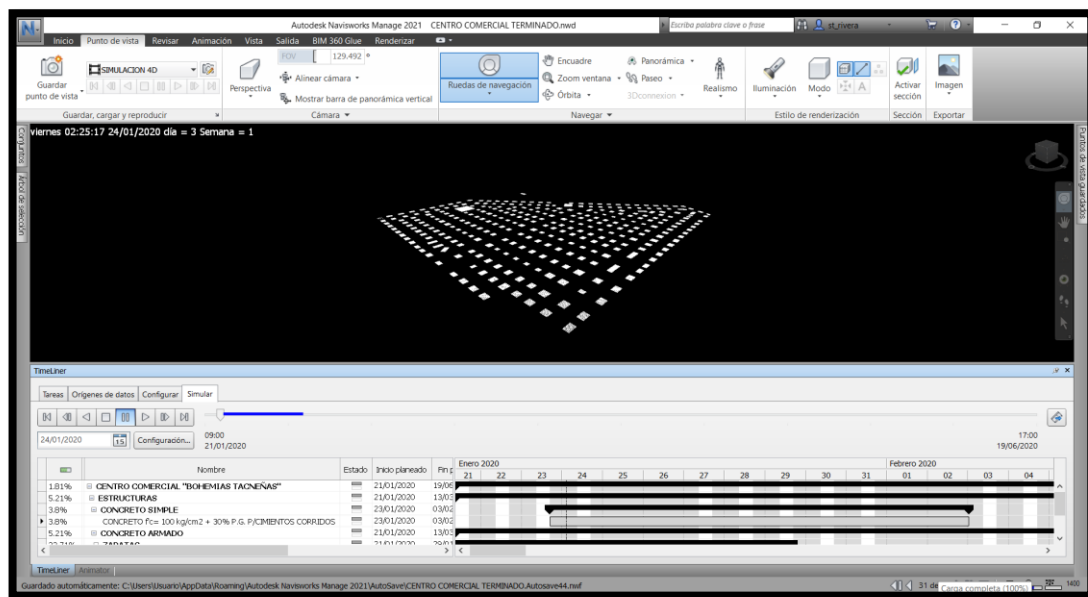 Autodesk Navisworks Manage 2021 CENTRO COMERCIAL TERMINADO.nwd
Escriba palabra clave o frase
st_rivera
Inicio Punto de vista Revisar Animación Vista Salida BIM 360 Glue Renderizar
Guardar punto de vista
SIMULACION 4D
Guardar, cargar y reproducir
Perspectiva
FOV 129.492 °
Alinear cámara
Mostrar barra de panorámica vertical
Cámara
Ruedas de navegación
Encuadre
Zoom ventana
Órbita
Panorámica
Paseo
3Dconnexion
Realismo
Navegar
Iluminación
Modo
Estilo de renderización
Activar sección
Sección
Imagen
Exportar
viernes 02:25:17 24/01/2020 día = 3 Semana = 1
Conjuntos
Árbol de selección
Puntos de vista guardados
TimeLiner
Tareas Orígenes de datos Configurar Simular
24/01/2020 15 Configuración...
09:00
21/01/2020
17:00
19/06/2020
Nombre Estado Inicio planeado Fin p
Enero 2020 Febrero 2020
21 22 23 24 25 26 27 28 29 30 31 01 02 03 04
1.81% CENTRO COMERCIAL "BOHEMIAS TACNEÑAS" 21/01/2020 19/06
5.21% ESTRUCTURAS 21/01/2020 13/03
3.8% CONCRETO SIMPLE 23/01/2020 03/02
3.8% CONCRETO f'c= 100 kg/cm2 + 30% P.G. P/CIMIENTOS CORRIDOS 23/01/2020 03/02
5.21% CONCRETO ARMADO 21/01/2020 13/03
ZAPATAS 21/01/2020
TimeLiner Animator
Guardado automáticamente: C:\Users\Usuario\AppData\Roaming\Autodesk Navisworks Manage 2021\AutoSave\CENTRO COMERCIAL TERMINADO.Autosave44.nwf
31 de
Carga completa (100%)
1400